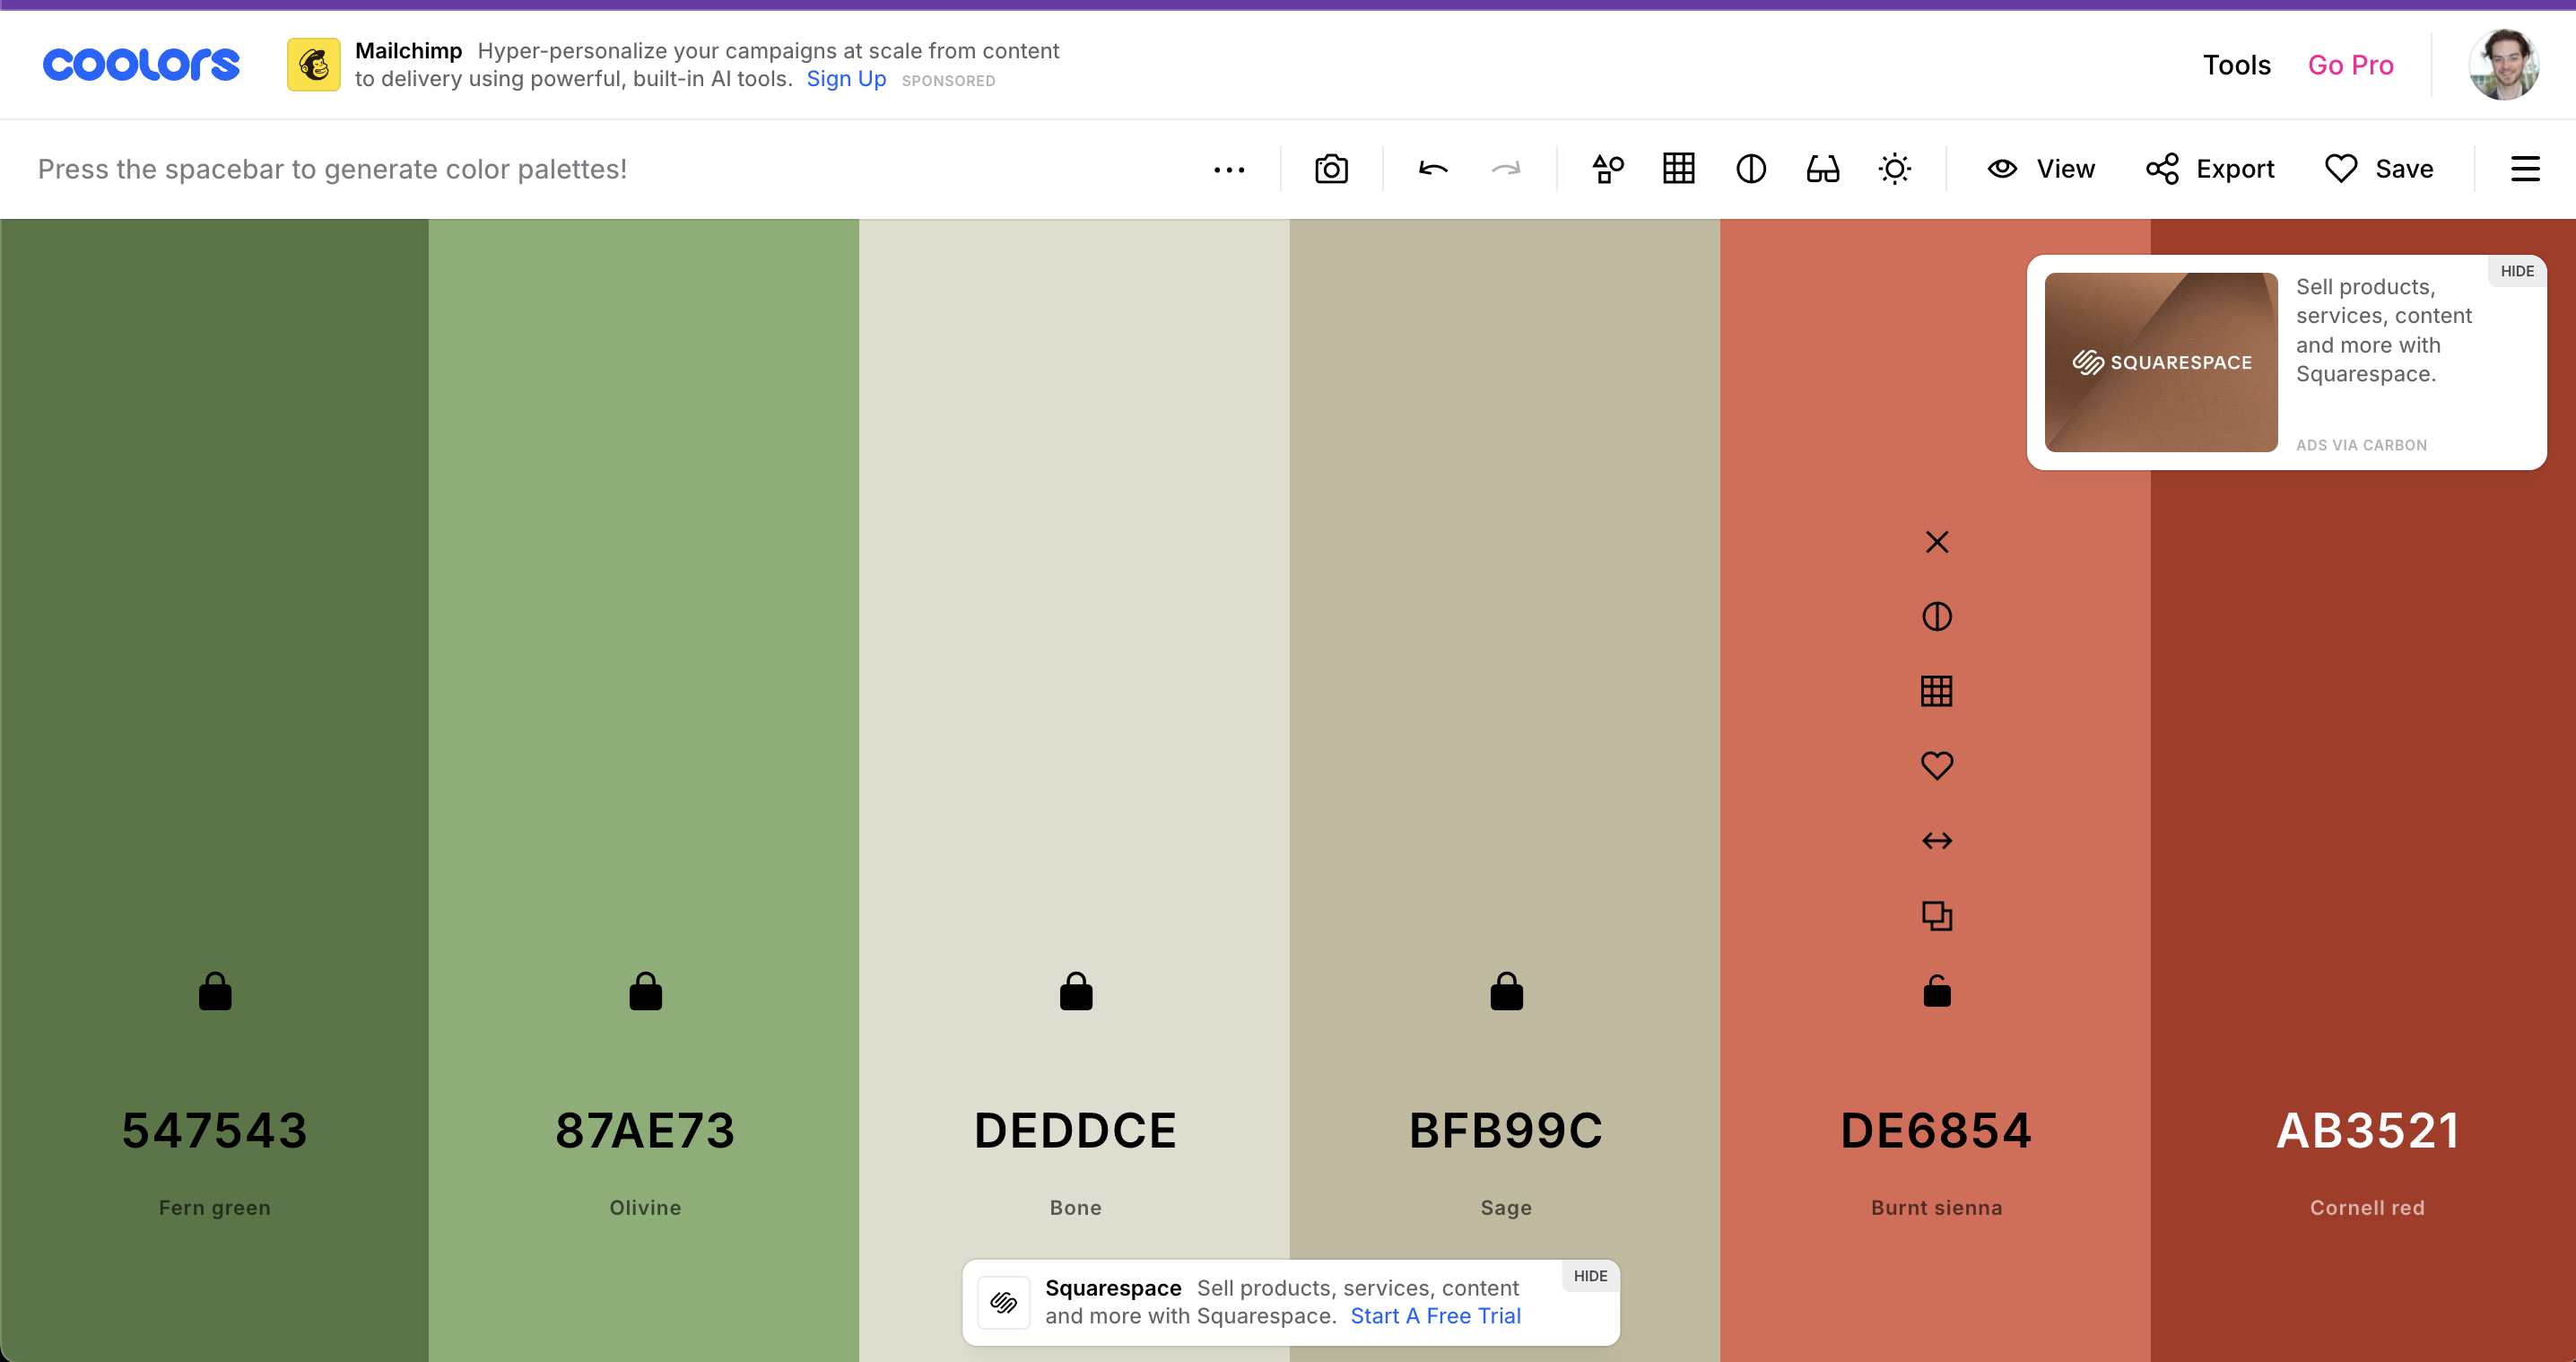 coolors
Mailchimp Hyper-personalize your campaigns at scale from content
to delivery using powerful, built-in AI tools. Sign Up SPONSORED
Tools Go Pro
Press the spacebar to generate color palettes!
View Export Save
HIDE
Sell products,
services, content
and more with
Squarespace.
SQUARESPACE
ADS VIA CARBON
547543 87AE73 DEDDCE BFB99C DE6854 AB3521
Fern green Olivine Bone Sage Burnt sienna Cornell red
HIDE
Squarespace Sell products, services, content
and more with Squarespace. Start A Free Trial